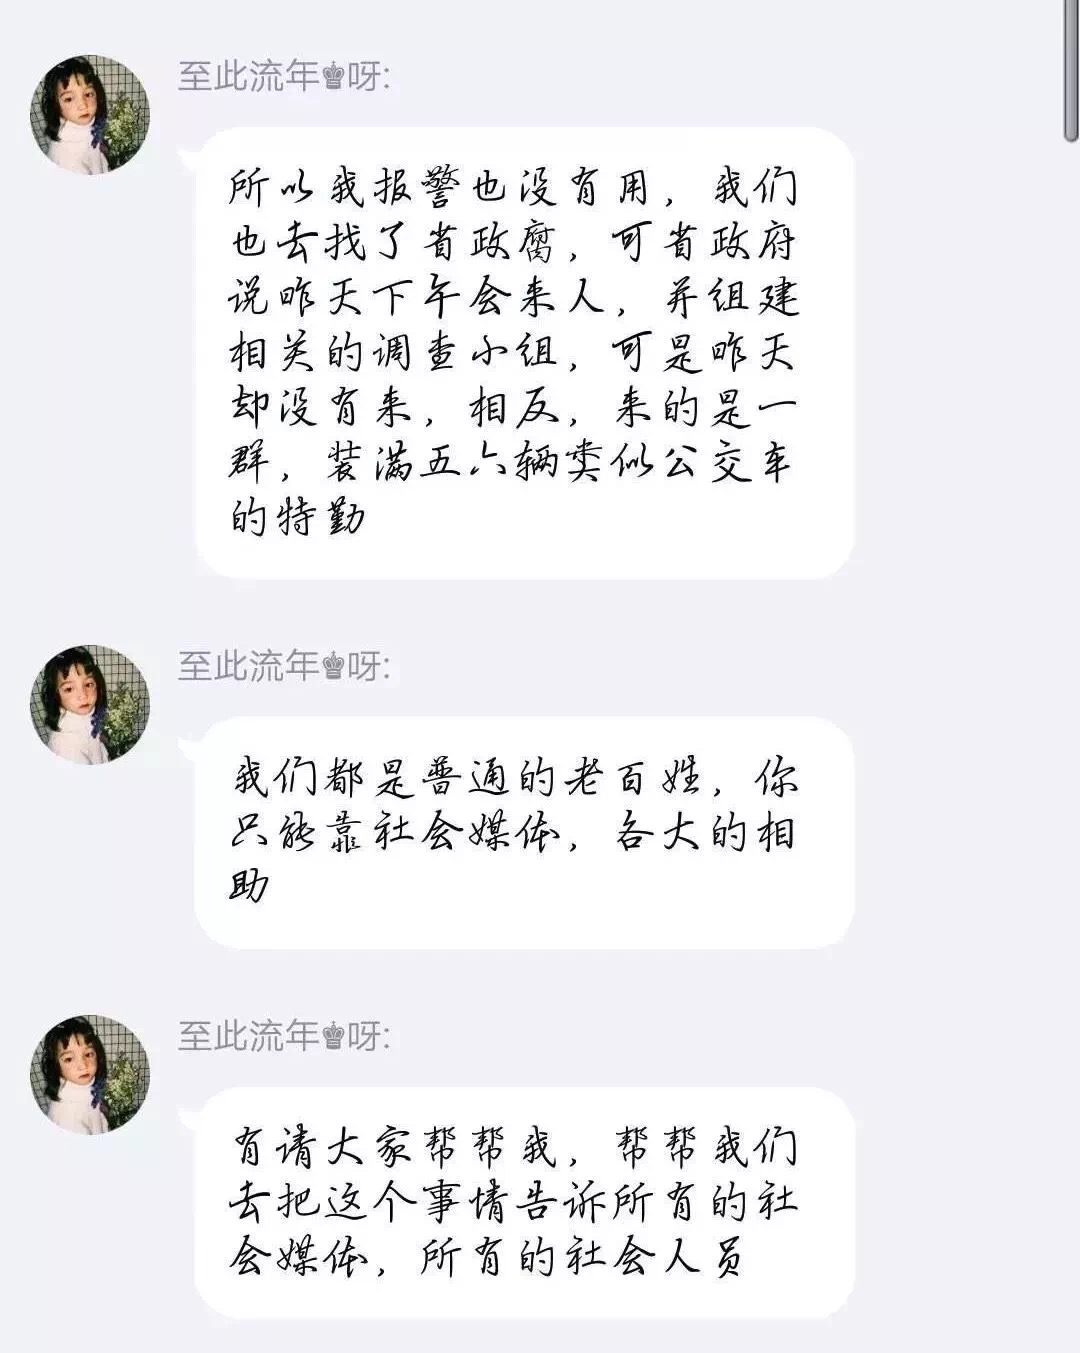 至此流年♚呀:
所以我报警也没有用，我们
也去找了省政腐，可省政府
说昨天下午会来人，并组建
相关的调查小组，可是昨天
却没有来，相反，来的是一
群，装满五六辆类似公交车
的特勤
至此流年♚呀:
我们都是普通的老百姓，你
只能靠社会媒体，各大的相
助
至此流年♚呀:
有请大家帮帮我，帮帮我们
去把这个事情告诉所有的社
会媒体，所有的社会人员